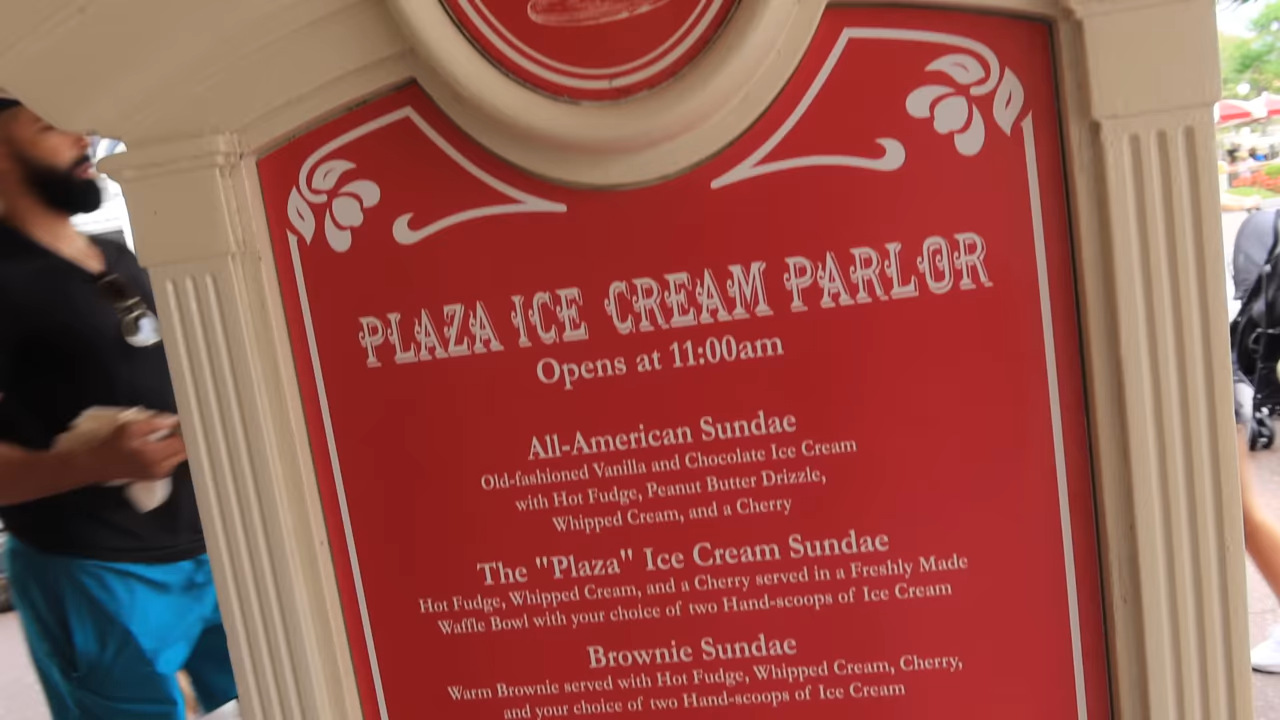 PLAZA ICE CREAM PARLOR
Opens at 11:00am
All-American Sundae
Old-fashioned Vanilla and Chocolate Ice Cream
with Hot Fudge, Peanut Butter Drizzle,
Whipped Cream, and a Cherry
The "Plaza" Ice Cream Sundae
Hot Fudge, Whipped Cream, and a Cherry served in a Freshly Made
Waffle Bowl with your choice of two Hand-scoops of Ice Cream
Brownie Sundae
Warm Brownie served with Hot Fudge, Whipped Cream, Cherry,
and your choice of two Hand-scoops of Ice Cream